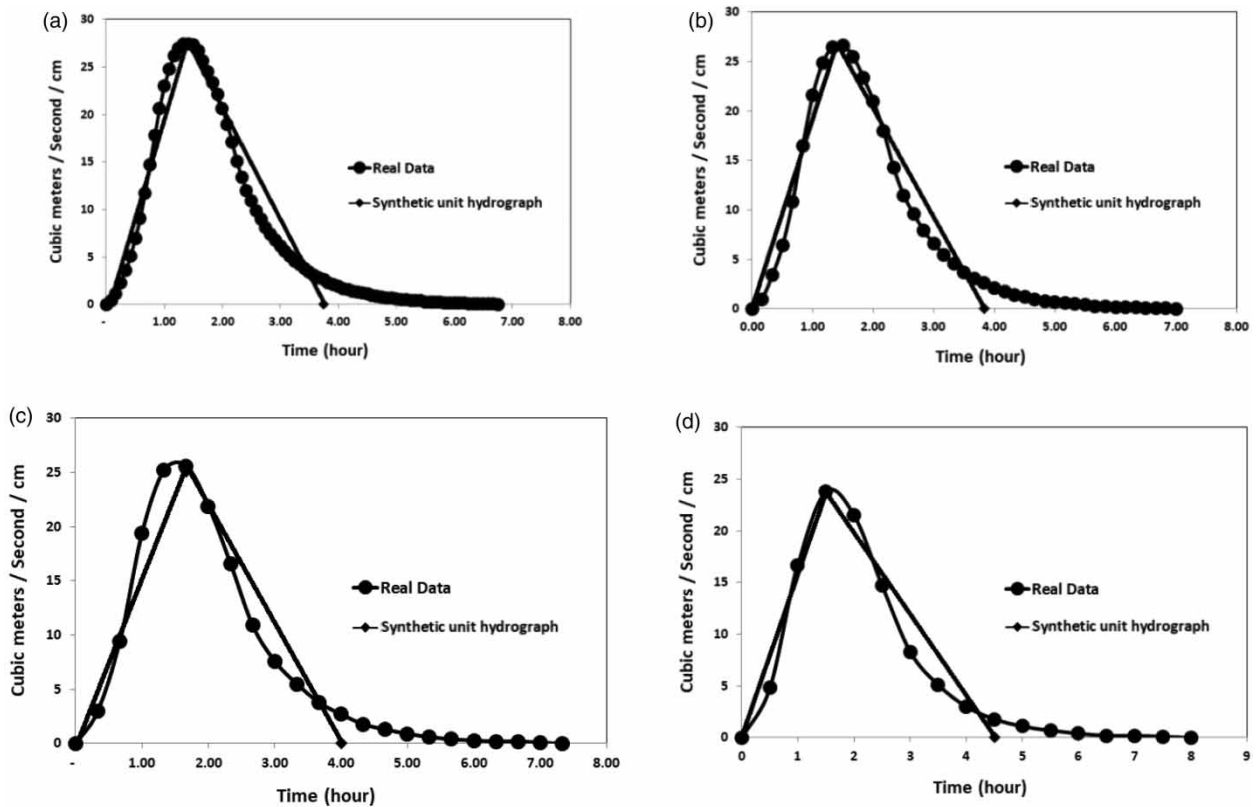 (a)
30
25
20
15
10
5
0
Cubic meters / Second / cm
Real Data
Synthetic unit hydrograph
- 1.00 2.00 3.00 4.00 5.00 6.00 7.00 8.00
Time (hour)
(b)
30
25
20
15
10
5
0
Cubic meters / Second / cm
Real Data
Synthetic unit hydrograph
0.00 1.00 2.00 3.00 4.00 5.00 6.00 7.00 8.00
Time (hour)
(c)
30
25
20
15
10
5
0
Cubic meters / Second / cm
Real Data
Synthetic unit hydrograph
- 1.00 2.00 3.00 4.00 5.00 6.00 7.00 8.00
Time (hour)
(d)
30
25
20
15
10
5
0
Cubic meters / Second / cm
Real Data
Synthetic unit hydrograph
0 1 2 3 4 5 6 7 8 9
Time (hour)